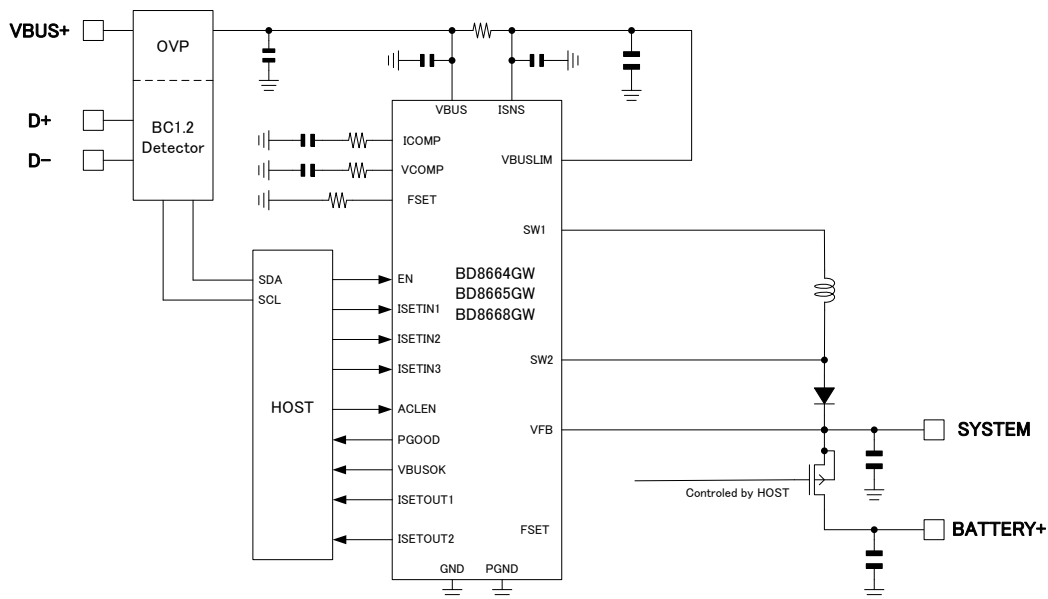 VBUS+
OVP
D+
D-
BC1.2
Detector
VBUS
ISNS
ICOMP
VCOMP
FSET
VBUSLIM
SW1
BD8664GW
BD8665GW
BD8668GW
SDA
SCL
HOST
EN
ISETIN1
ISETIN2
ISETIN3
ACLEN
PGOOD
VBUSOK
ISETOUT1
ISETOUT2
SW2
VFB
SYSTEM
Controled by HOST
FSET
BATTERY+
GND
PGND